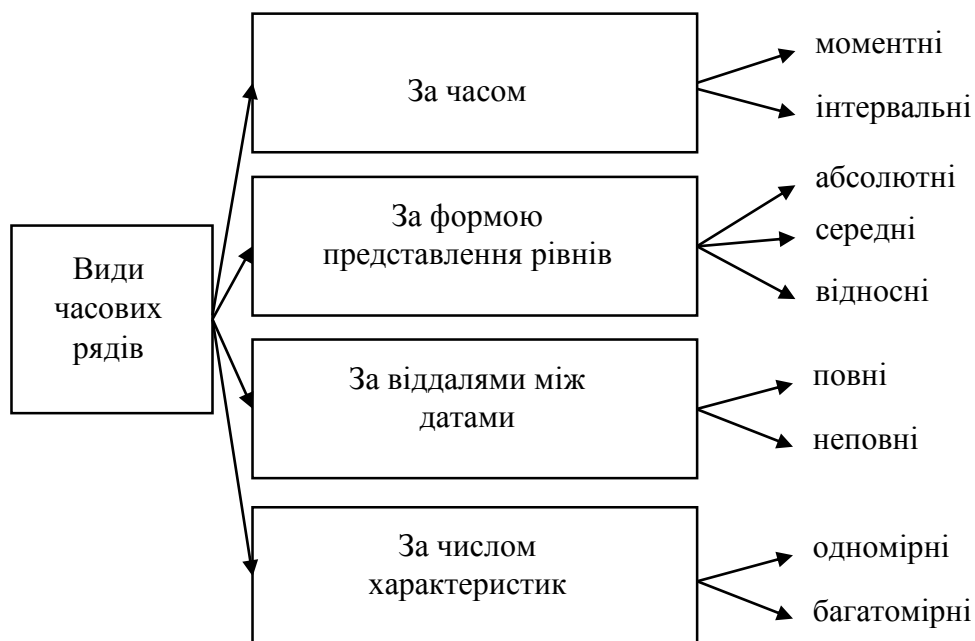 Види
часових
рядів
За часом
моментні
інтервальні
За формою
представлення рівнів
абсолютні
середні
відносні
За віддалями між
датами
повні
неповні
За числом
характеристик
одномірні
багатомірні